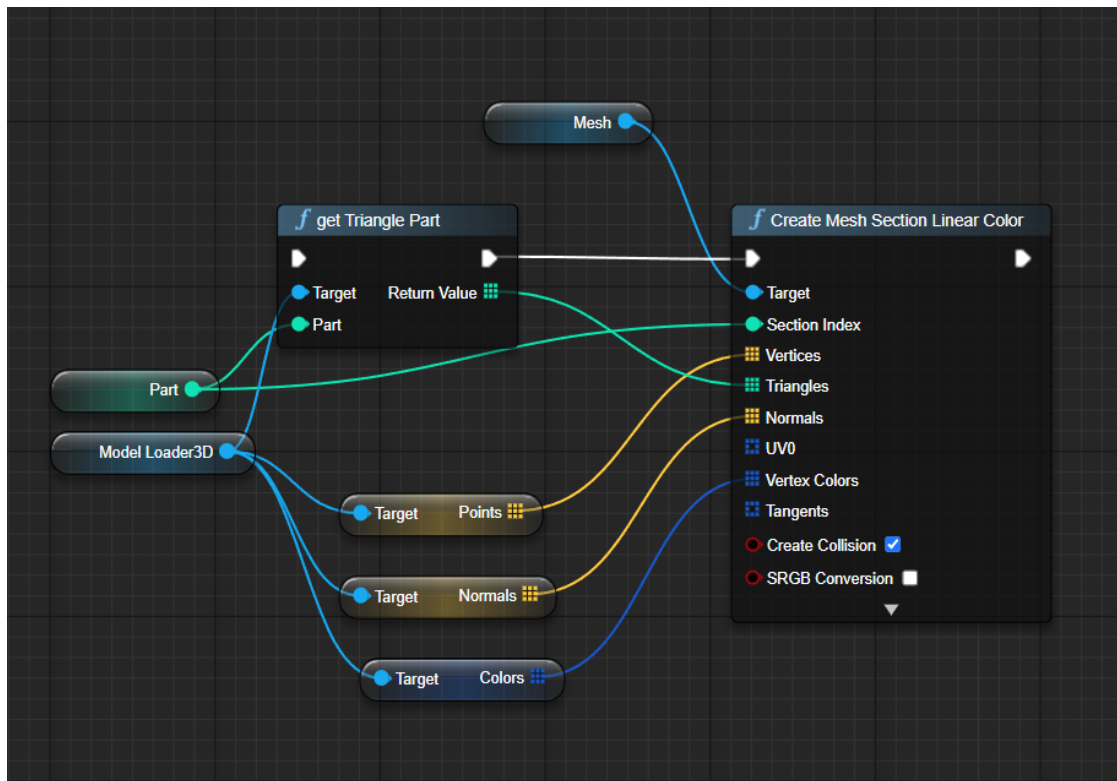 Mesh
get Triangle Part
Target
Return Value
Part
Part
Model Loader3D
Target
Points
Target
Normals
Target
Colors
Create Mesh Section Linear Color
Target
Section Index
Vertices
Triangles
Normals
UV0
Vertex Colors
Tangents
Create Collision
SRGB Conversion